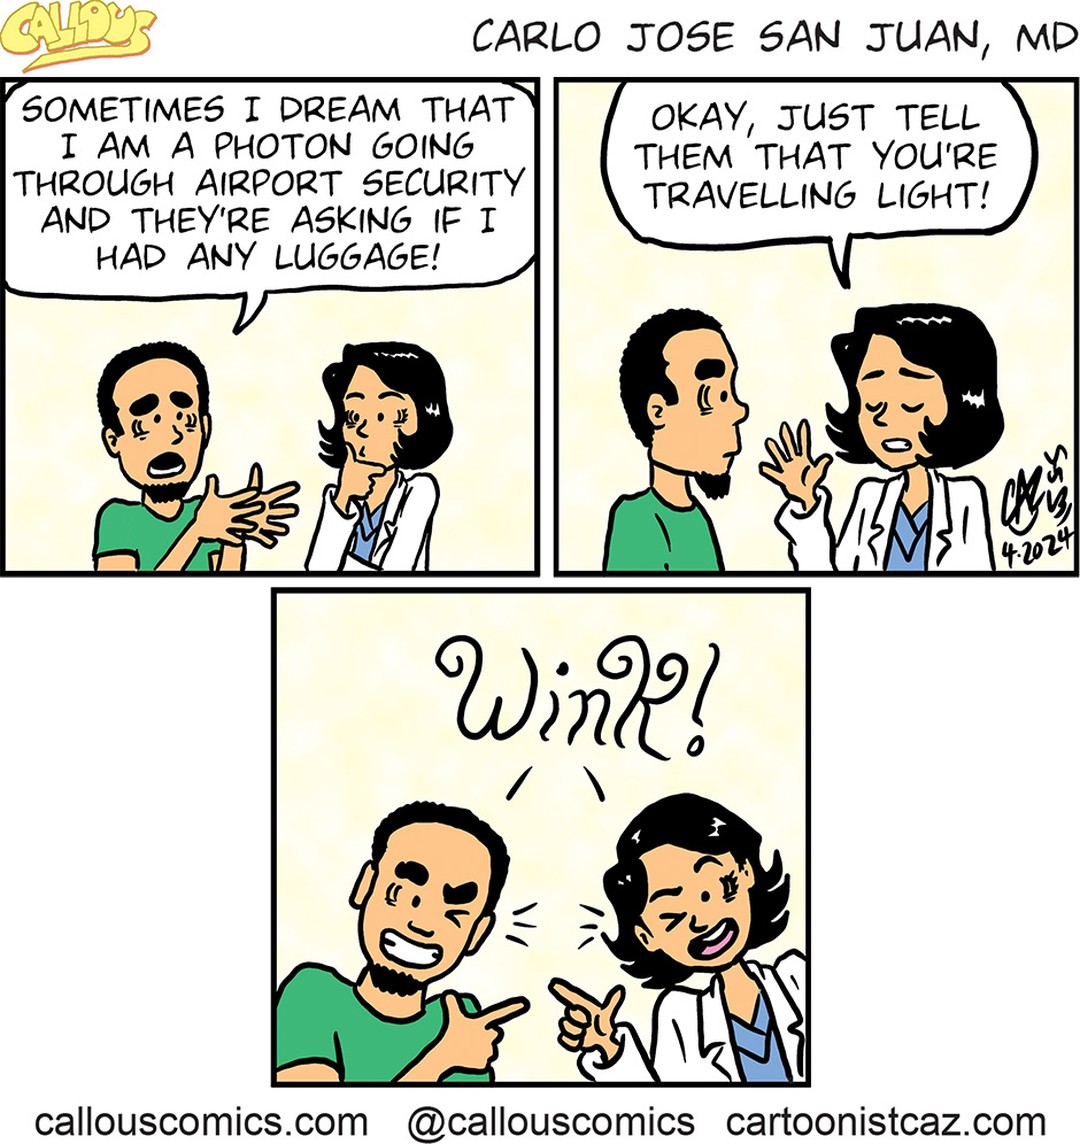 CALLOUS
CARLO JOSE SAN JUAN, MD
SOMETIMES I DREAM THAT
I AM A PHOTON GOING
THROUGH AIRPORT SECURITY
AND THEY'RE ASKING IF I
HAD ANY LUGGAGE!
OKAY, JUST TELL
THEM THAT YOU'RE
TRAVELLING LIGHT!
4.20 24
Wink!
callouscomics.com @callouscomics cartoonistcaz.com